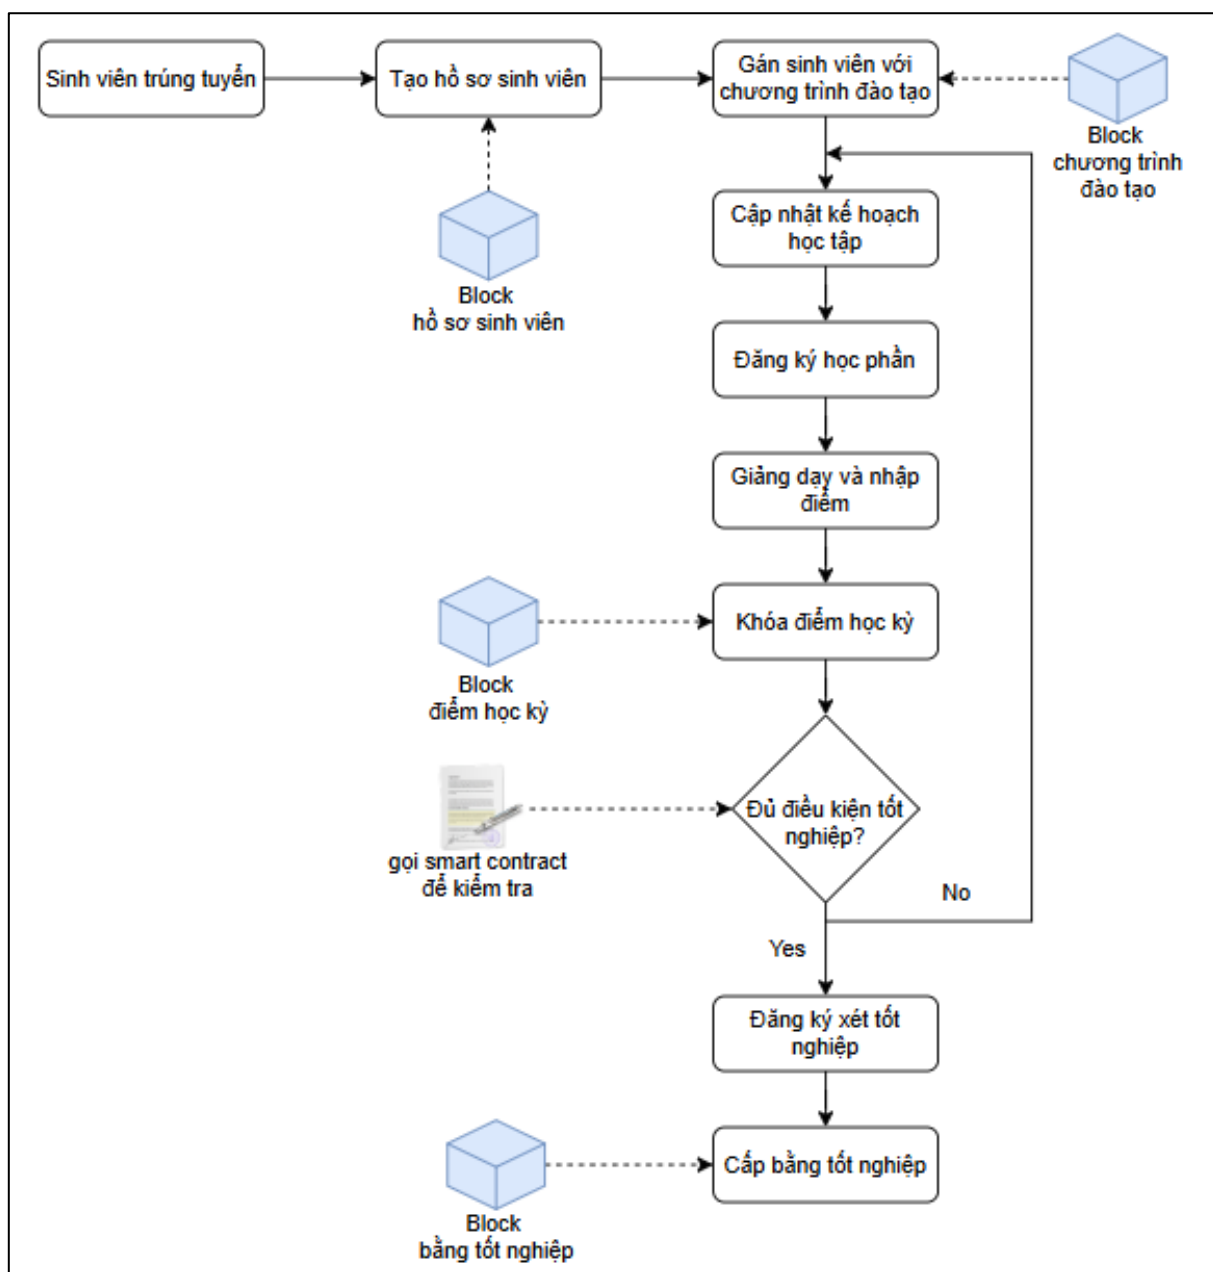 Sinh viên trúng tuyển
Tạo hồ sơ sinh viên
Gán sinh viên với
chương trình đào tạo
Block
chương trình
đào tạo
Block
hồ sơ sinh viên
Cập nhật kế hoạch
học tập
Đăng ký học phần
Giảng dạy và nhập
điểm
Khóa điểm học kỳ
Block
điểm học kỳ
Đủ điều kiện tốt
nghiệp?
gọi smart contract
để kiểm tra
No
Yes
Đăng ký xét tốt
nghiệp
Cấp bằng tốt nghiệp
Block
bằng tốt nghiệp